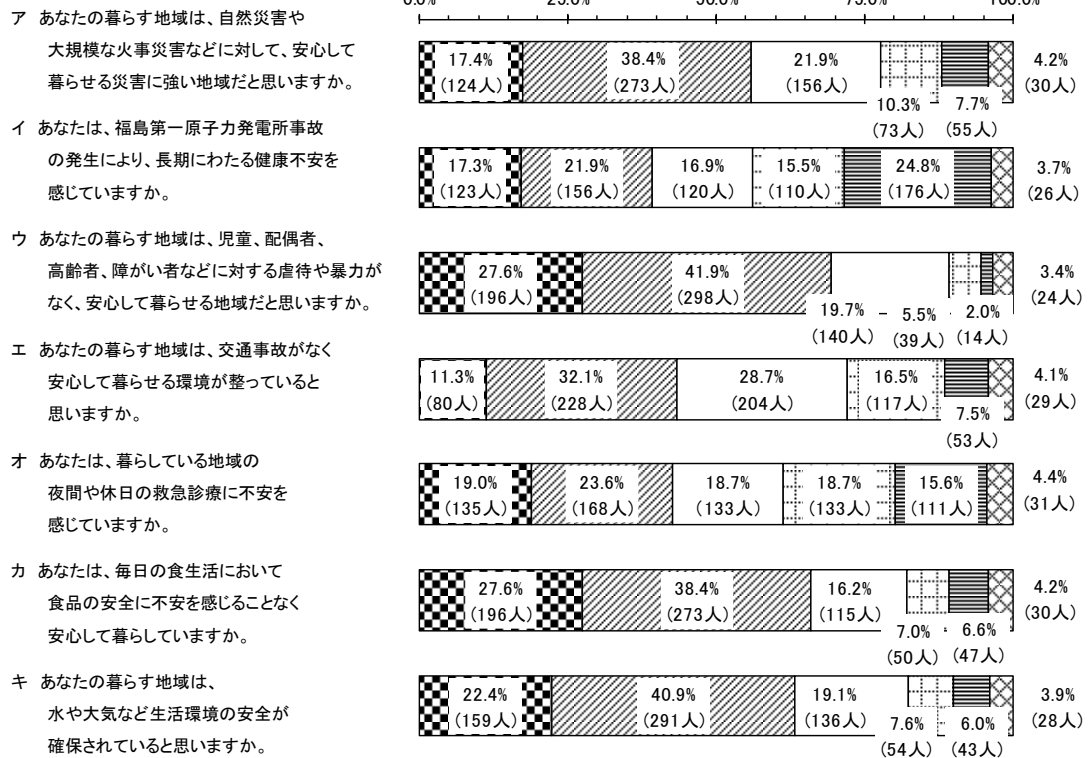 0.0% 25.0% 50.0% 75.0% 100.0%
ア あなたの暮らす地域は、自然災害や
大規模な火事災害などに対して、安心して
暮らせる災害に強い地域だと思いますか。
17.4% 38.4% 21.9% 4.2%
(124人) (273人) (156人) (30人)
10.3% 7.7%
(73人) (55人)
イ あなたは、福島第一原子力発電所事故
の発生により、長期にわたる健康不安を
感じていますか。
17.3% 21.9% 16.9% 15.5% 24.8% 3.7%
(123人) (156人) (120人) (110人) (176人) (26人)
ウ あなたの暮らす地域は、児童、配偶者、
高齢者、障がい者などに対する虐待や暴力が
なく、安心して暮らせる地域だと思いますか。
27.6% 41.9% 3.4%
(196人) (298人) (24人)
19.7% 5.5% 2.0%
(140人) (39人) (14人)
エ あなたの暮らす地域は、交通事故がなく
安心して暮らせる環境が整っていると
思いますか。
11.3% 32.1% 28.7% 16.5% 4.1%
(80人) (228人) (204人) (117人) (29人)
7.5%
(53人)
オ あなたは、暮らしている地域の
夜間や休日の救急診療に不安を
感じていますか。
19.0% 23.6% 18.7% 18.7% 15.6% 4.4%
(135人) (168人) (133人) (133人) (111人) (31人)
カ あなたは、毎日の食生活において
食品の安全に不安を感じることなく
安心して暮らしていますか。
27.6% 38.4% 16.2% 4.2%
(196人) (273人) (115人) (30人)
7.0% 6.6%
(50人) (47人)
キ あなたの暮らす地域は、
水や大気など生活環境の安全が
確保されていると思いますか。
22.4% 40.9% 19.1% 3.9%
(159人) (291人) (136人) (28人)
7.6% 6.0%
(54人) (43人)